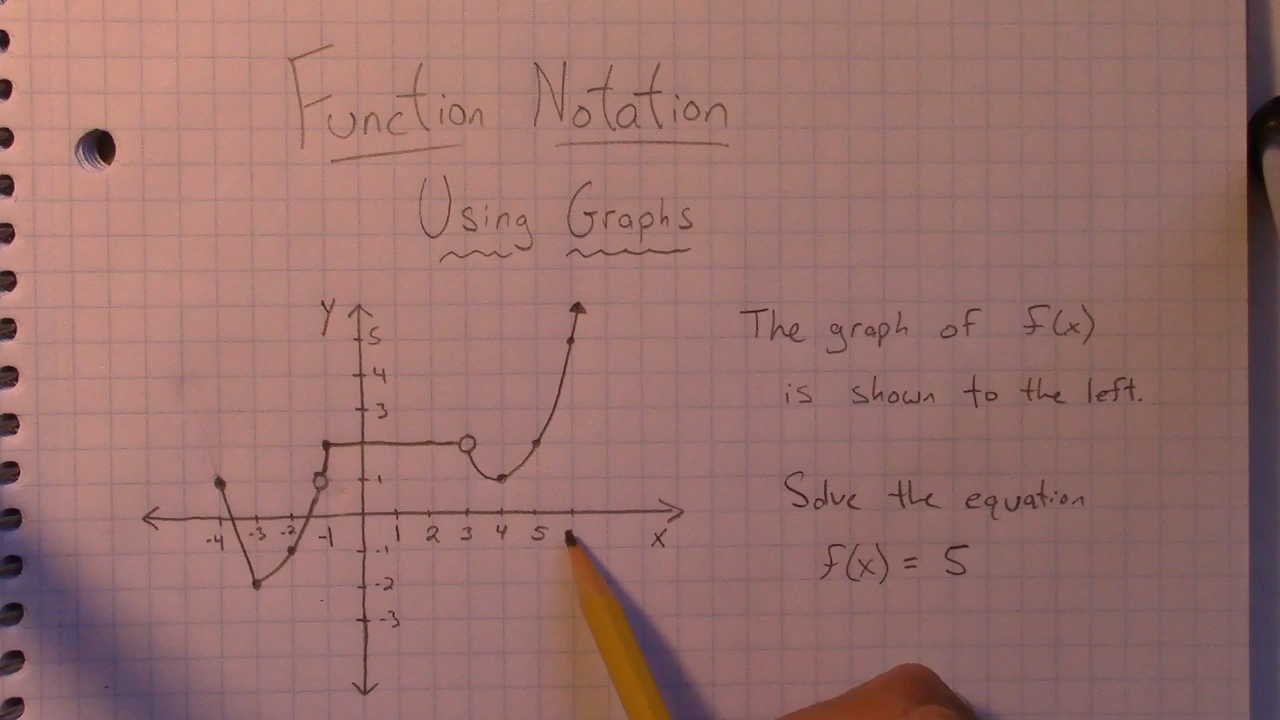 Function Notation
Using Graphs
Y
5
4
3
1
-4 -3 -2 -1 1 2 3 4 5 x
-1
-2
-3
The graph of f(x)
is shown to the left.
Solve the equation
f(x) = 5